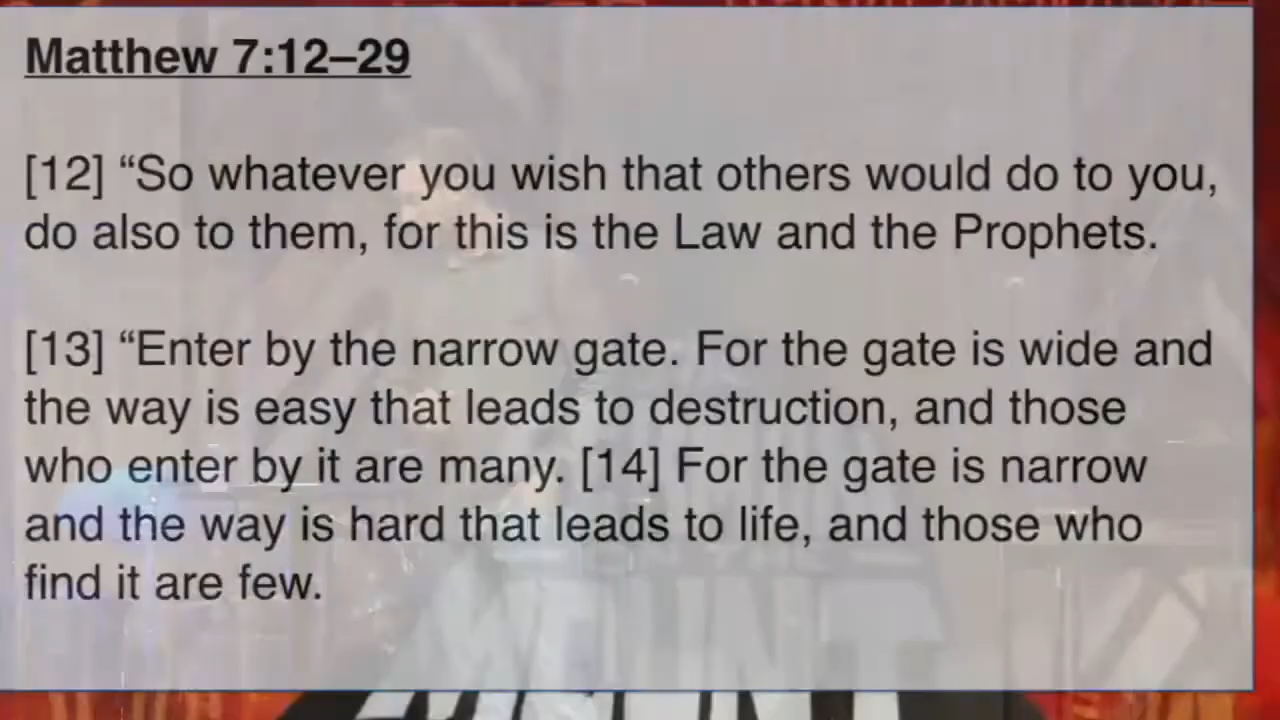 Matthew 7:12–29
[12] “So whatever you wish that others would do to you,
do also to them, for this is the Law and the Prophets.
[13] “Enter by the narrow gate. For the gate is wide and
the way is easy that leads to destruction, and those
who enter by it are many. [14] For the gate is narrow
and the way is hard that leads to life, and those who
find it are few.
MOUNT